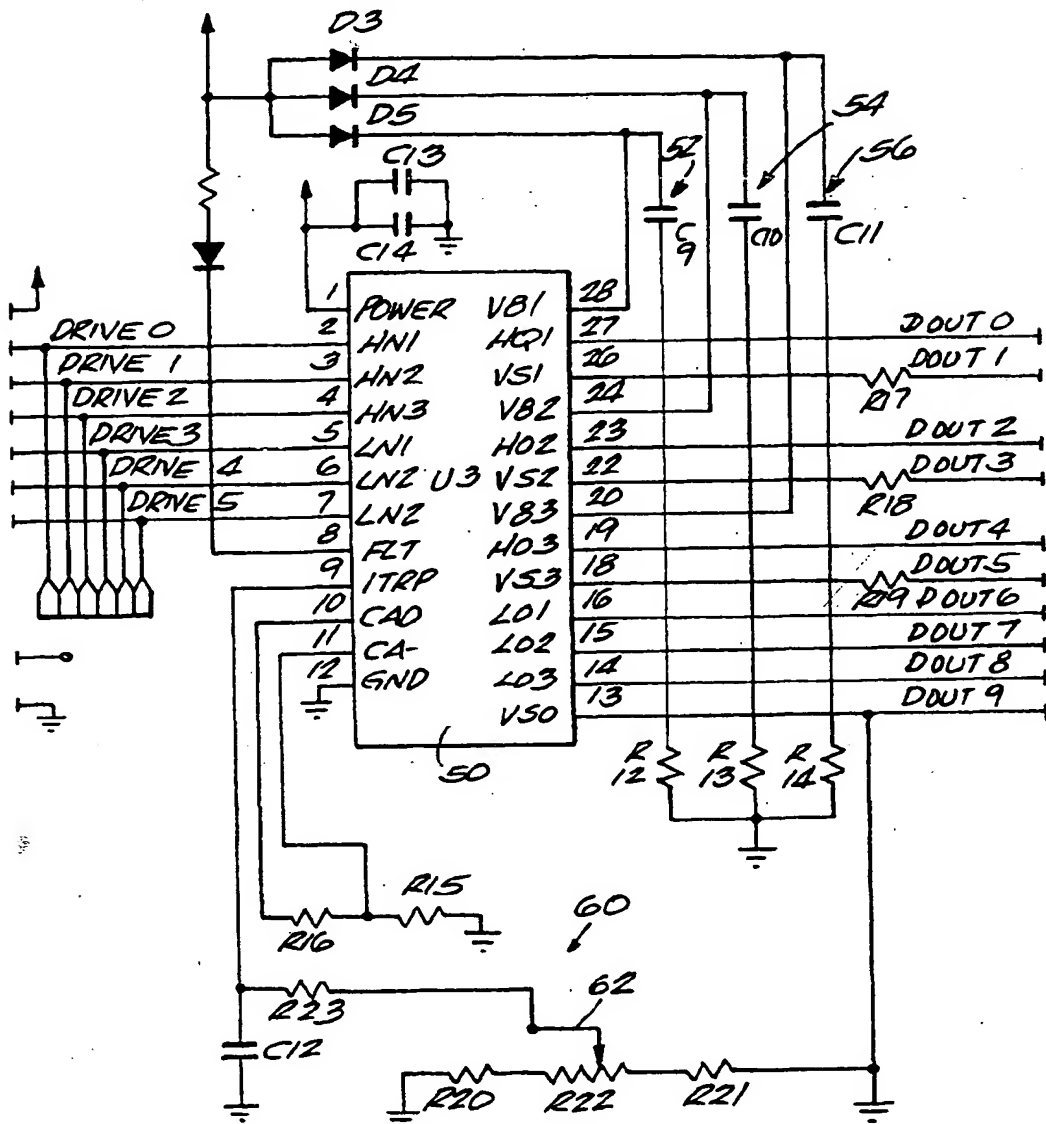 D3
D4
D5
C13
C14
52
54
56
C9
C10
C11
1 POWER VB1 28
DRIVE 0 2 HN1 HQ1 27 DOUT 0
DRIVE 1 3 HN2 VS1 26 R17 DOUT 1
DRIVE 2 4 HN3 VB2 24
DRIVE 3 5 LN1 HO2 23 DOUT 2
DRIVE 4 6 LN2 U3 VS2 22 R18 DOUT 3
DRIVE 5 7 LN2 VB3 20
8 FLT HO3 19 DOUT 4
9 ITRP VS3 18 R19 DOUT 5
10 CAO LO1 16 DOUT 6
11 CA- LO2 15 DOUT 7
12 GND LO3 14 DOUT 8
VS0 13 DOUT 9
50
R12
R13
R14
R16
R15
60
R23
62
C12
R20
R22
R21